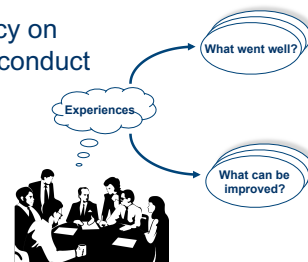 cy on
conduct
What went well?
Experiences
What can be
improved?